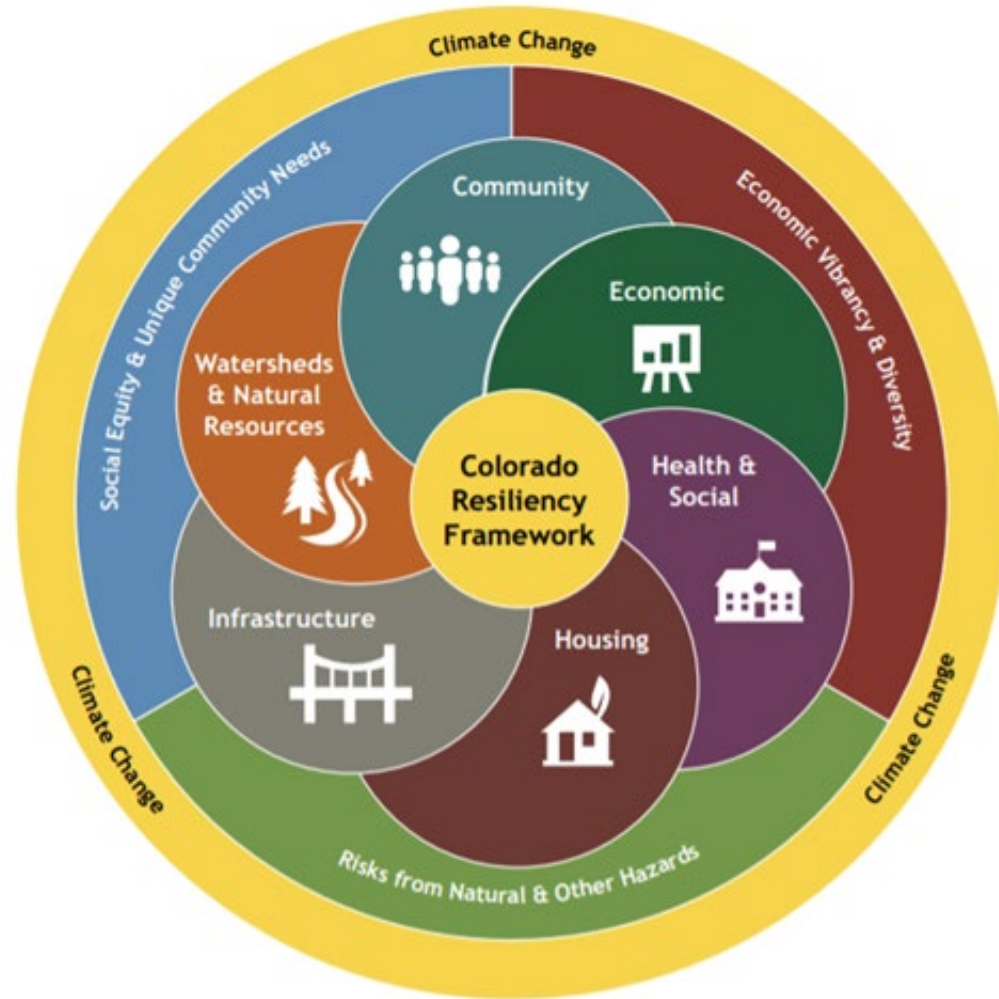 Climate Change
Social Equity & Unique Community Needs
Economic Vibrancy & Diversity
Community
Economic
Watersheds
& Natural
Resources
Colorado
Resiliency
Framework
Health &
Social
Infrastructure
Housing
Climate Change
Climate Change
Risks from Natural & Other Hazards